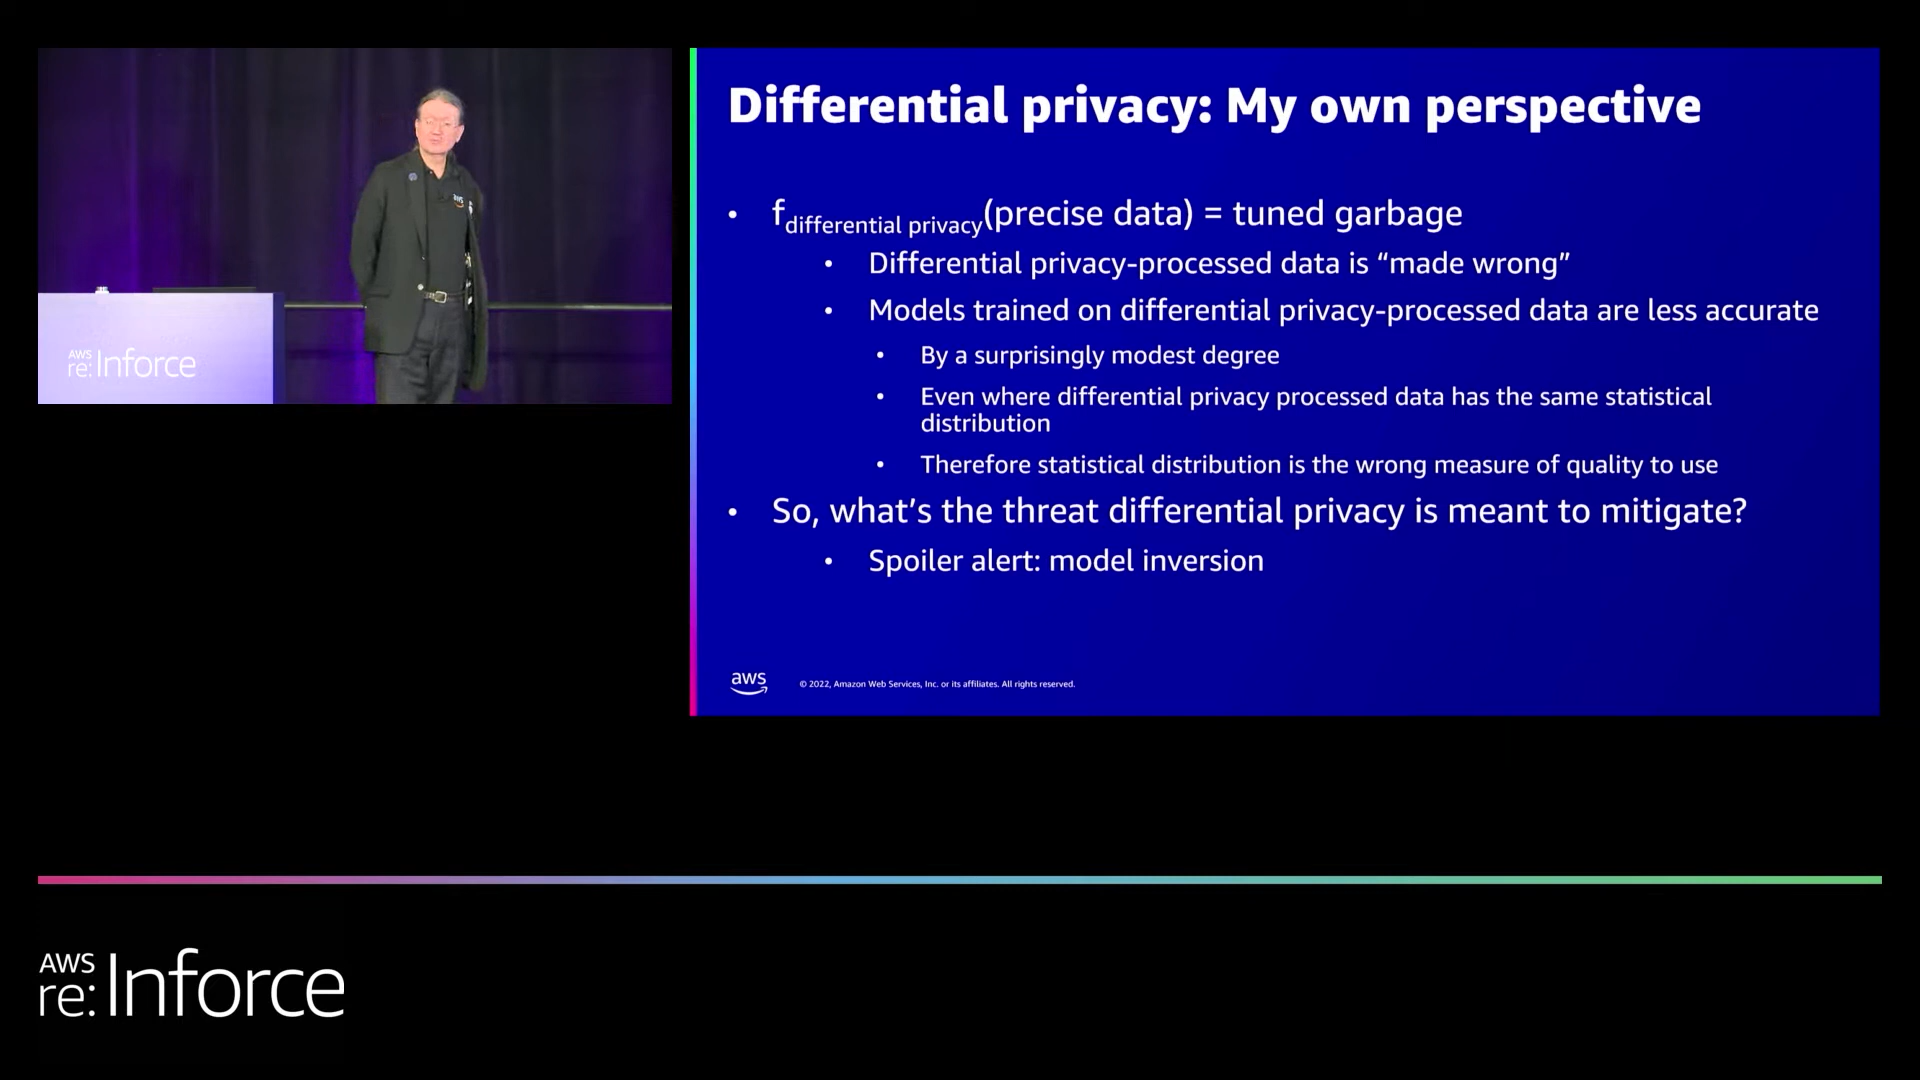 Differential privacy: My own perspective
• fdifferential privacy(precise data) = tuned garbage
• Differential privacy-processed data is “made wrong”
• Models trained on differential privacy-processed data are less accurate
• By a surprisingly modest degree
• Even where differential privacy processed data has the same statistical
distribution
• Therefore statistical distribution is the wrong measure of quality to use
• So, what’s the threat differential privacy is meant to mitigate?
• Spoiler alert: model inversion
aws
© 2022, Amazon Web Services, Inc. or its affiliates. All rights reserved.
aws
AWS
re:Inforce
AWS
re:Inforce